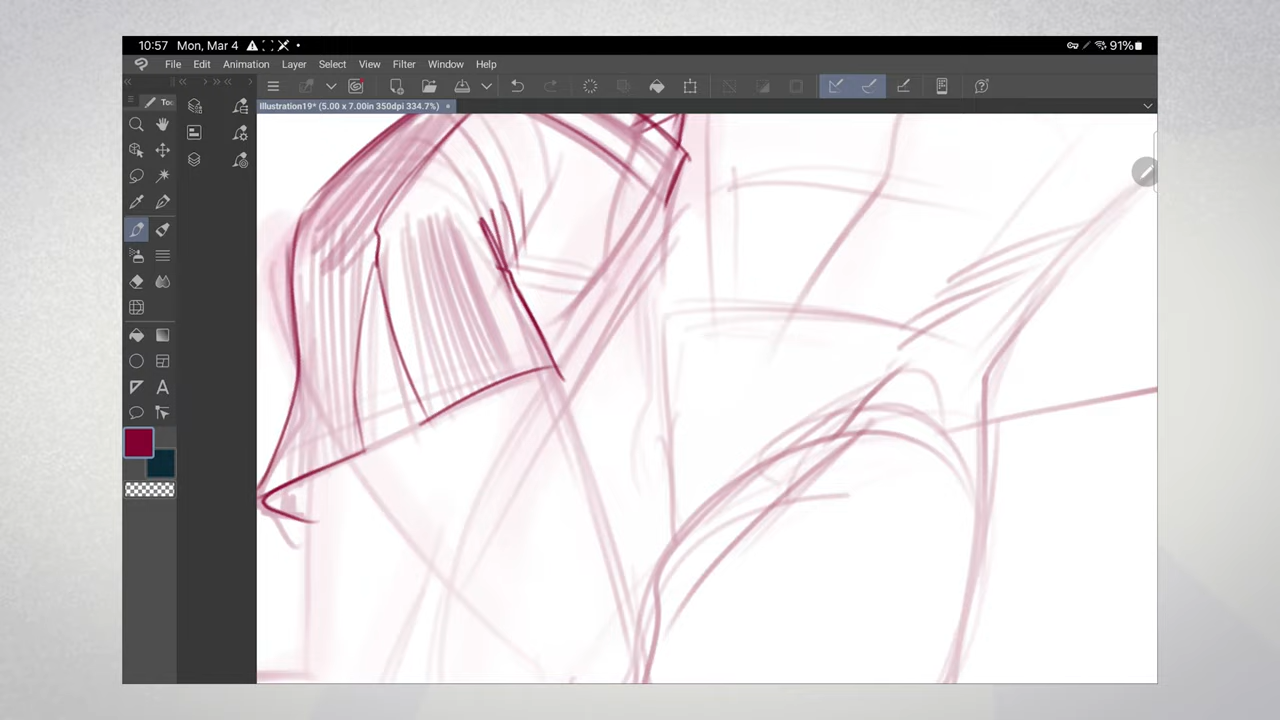 10:57 Mon, Mar 4 91%
File Edit Animation Layer Select View Filter Window Help
Toc
Illustration19* (5.00 x 7.00in 350dpi 334.7%)
A